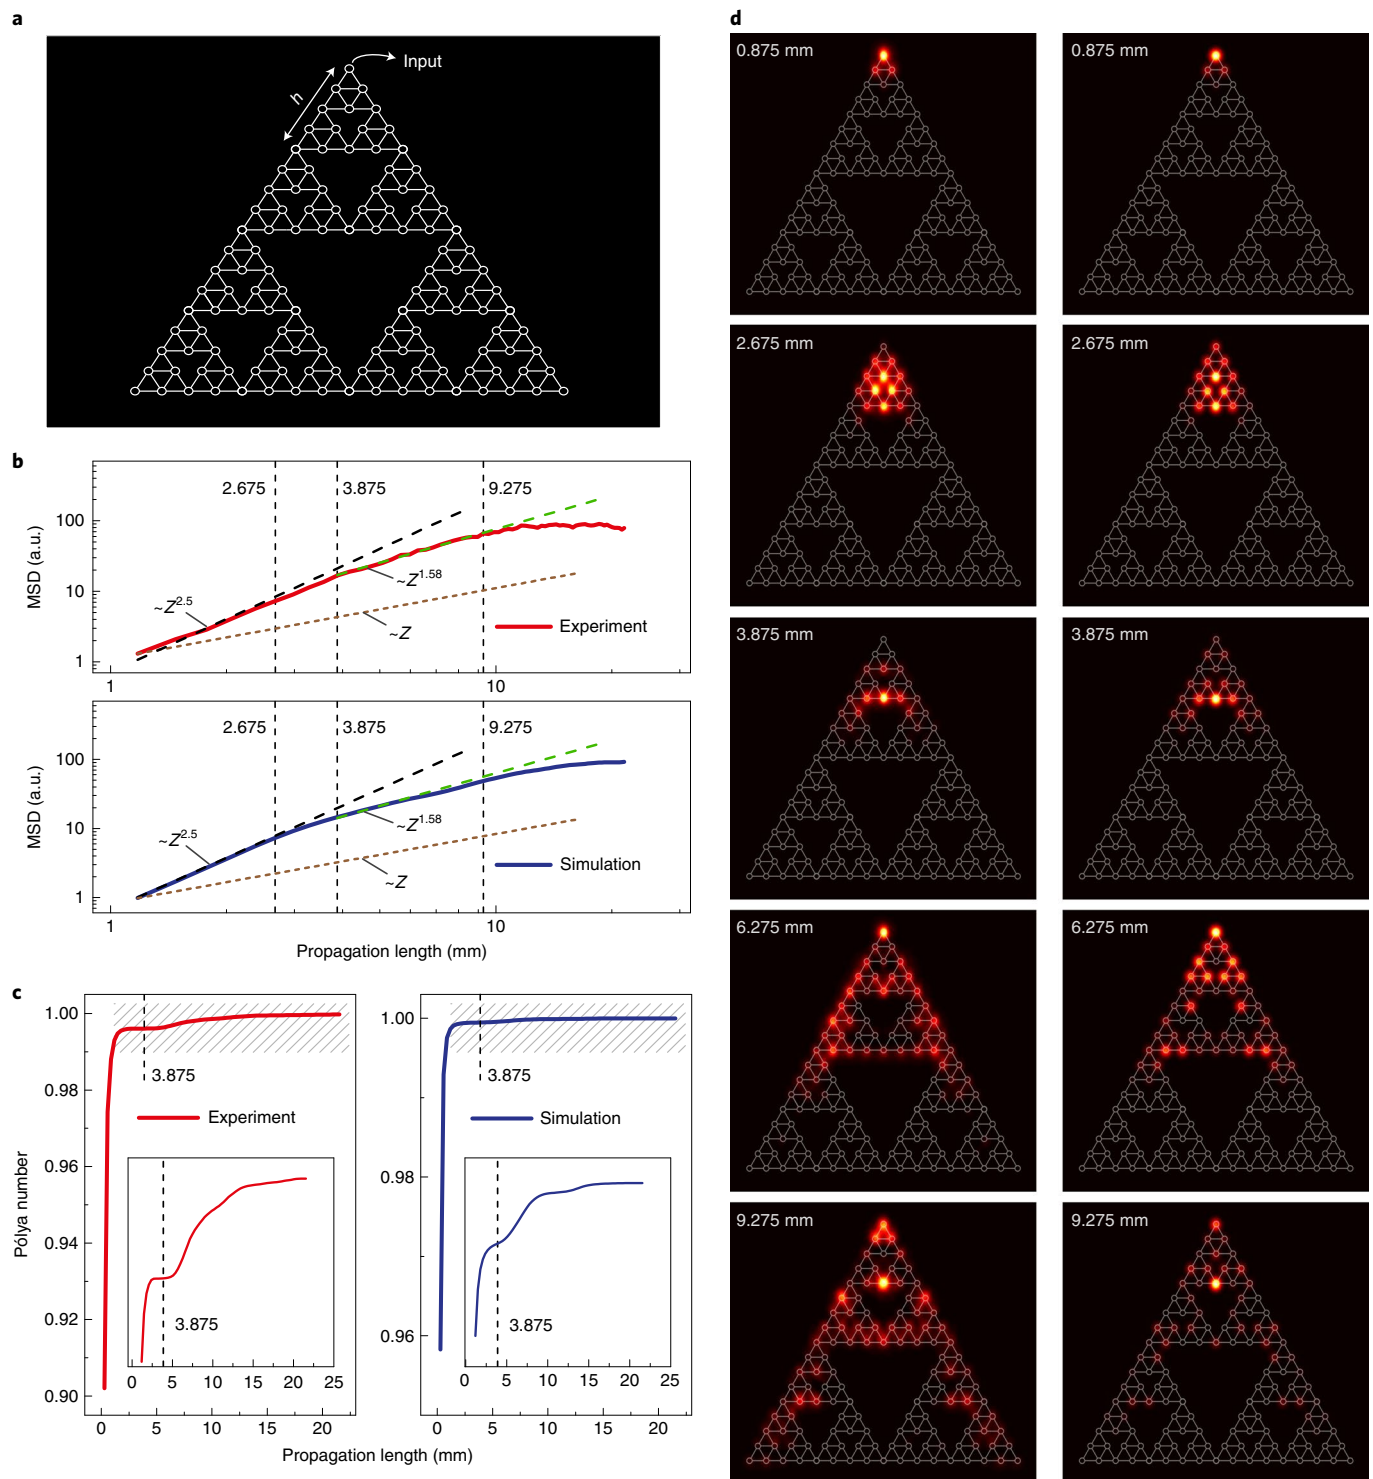 a
Input
h
b
MSD (a.u.)
100
10
1
2.675
3.875
9.275
~Z^2.5
~Z^1.58
~Z
Experiment
1
10
MSD (a.u.)
100
10
1
2.675
3.875
9.275
~Z^2.5
~Z^1.58
~Z
Simulation
1
10
Propagation length (mm)
c
Pólya number
1.00
0.98
0.96
0.94
0.92
0.90
3.875
Experiment
3.875
0 5 10 15 20 25
0 5 10 15 20
1.00
0.98
0.96
3.875
Simulation
3.875
0 5 10 15 20 25
0 5 10 15 20
Propagation length (mm)
d
0.875 mm
0.875 mm
2.675 mm
2.675 mm
3.875 mm
3.875 mm
6.275 mm
6.275 mm
9.275 mm
9.275 mm